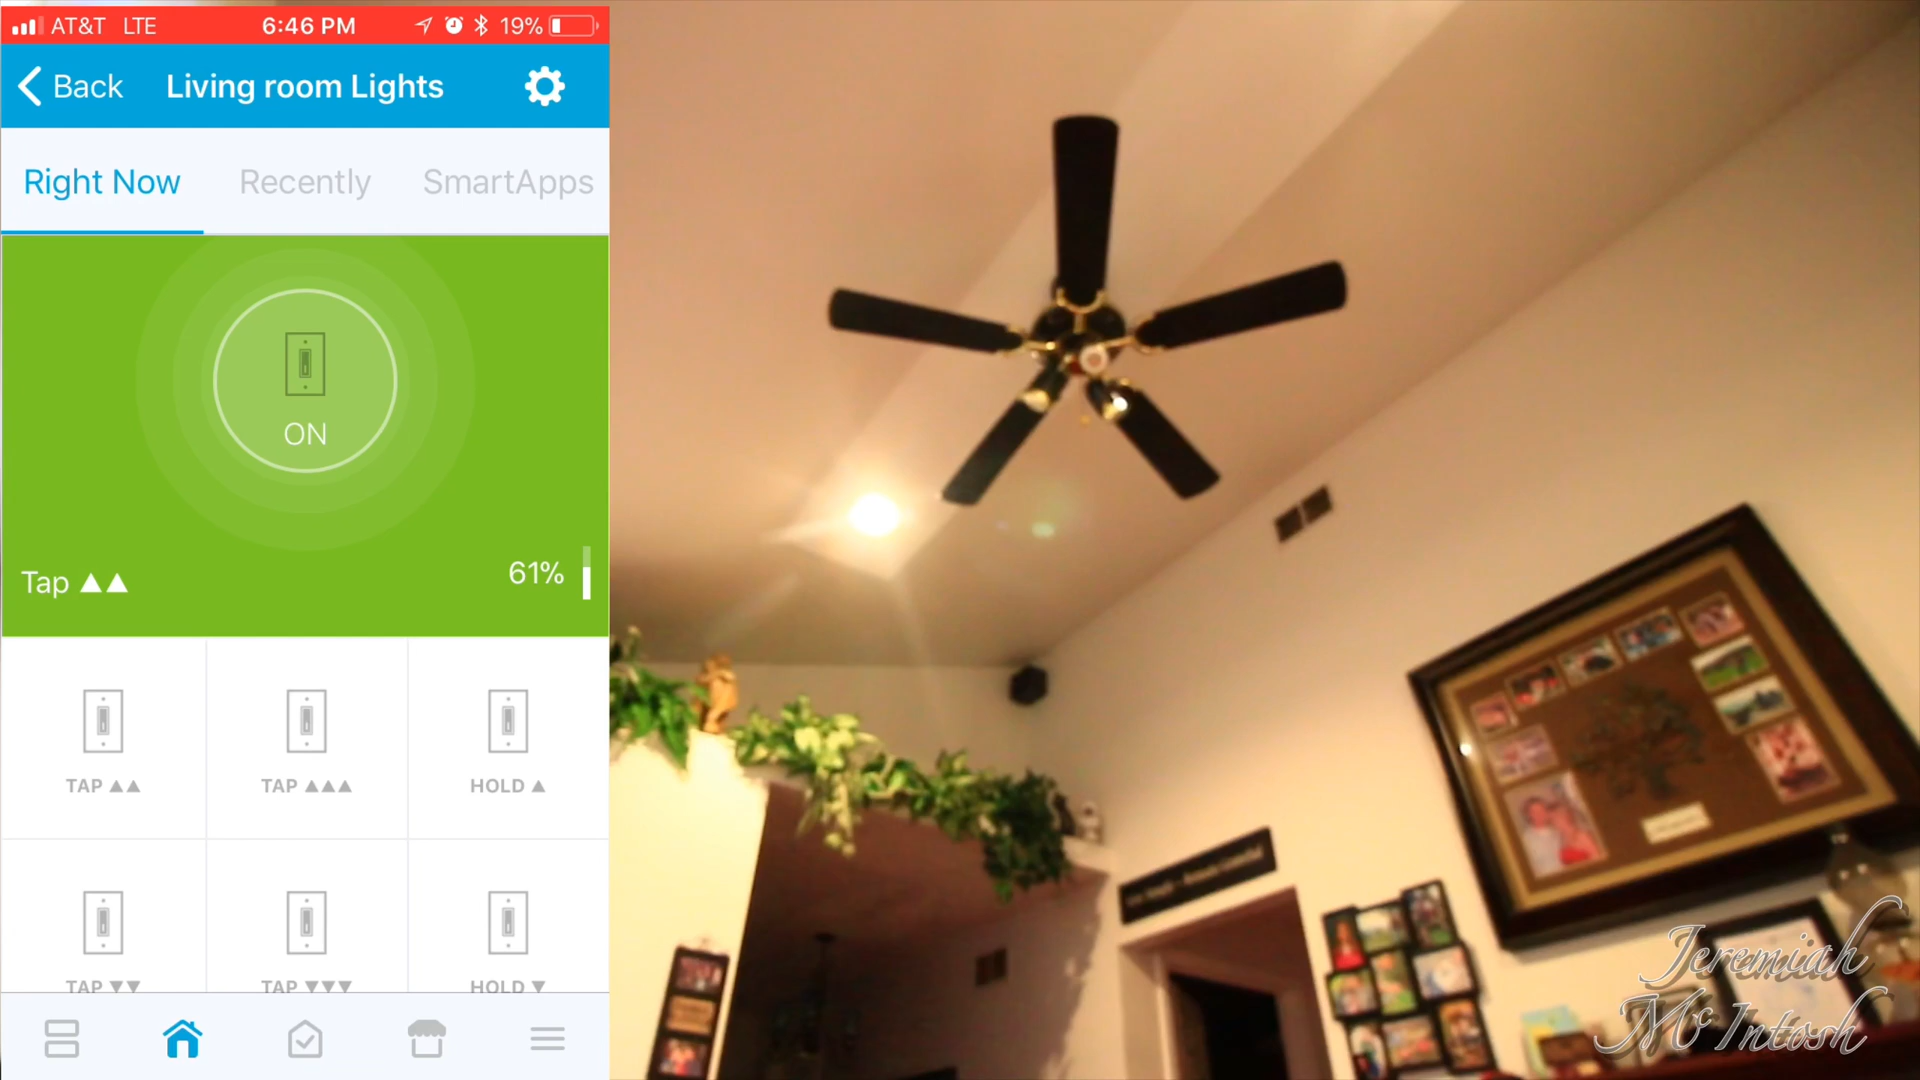 AT&T LTE 6:46 PM 19%
Back Living room Lights
Right Now Recently SmartApps
ON
61%
Tap ▲▲
TAP ▲▲ TAP ▲▲▲ HOLD ▲
TAP ▼▼ TAP ▼▼▼ HOLD ▼
Jeremiah
McIntosh